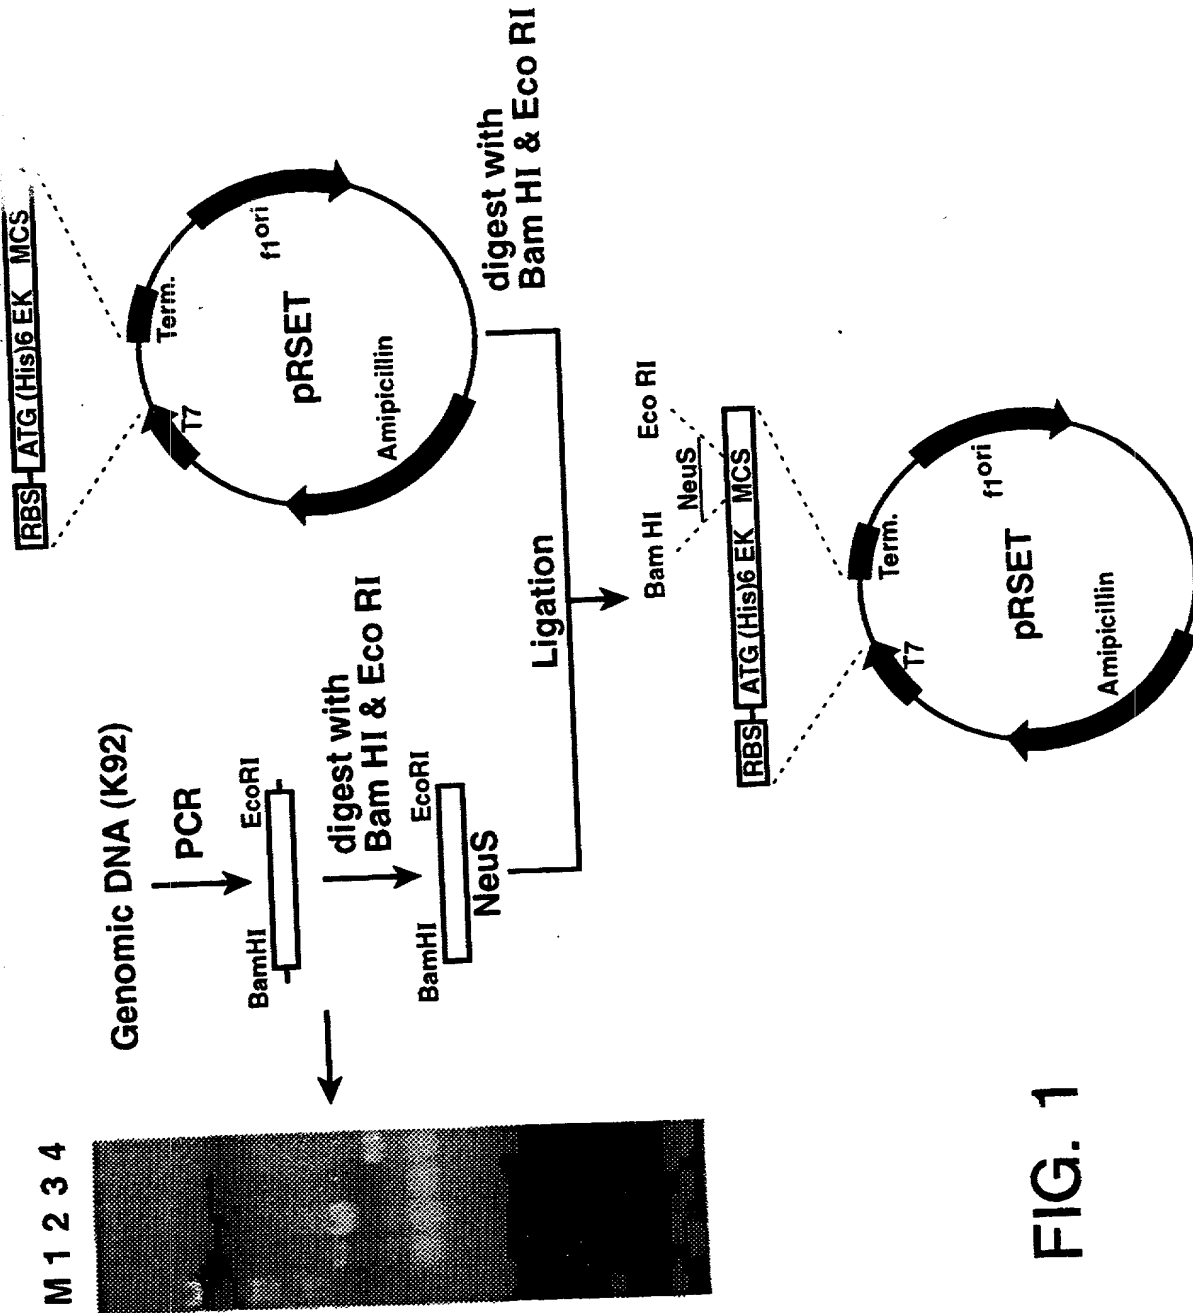 M 1 2 3 4
Genomic DNA (K92)
PCR
BamHI
EcoRI
digest with
Bam HI & Eco RI
BamHI
EcoRI
NeuS
RBS
ATG (His)6 EK MCS
T7
Term.
f1ori
pRSET
Amipicillin
digest with
Bam HI & Eco RI
Ligation
Bam HI
NeuS
Eco RI
RBS
ATG (His)6 EK MCS
T7
Term.
f1ori
pRSET
Amipicillin
FIG. 1